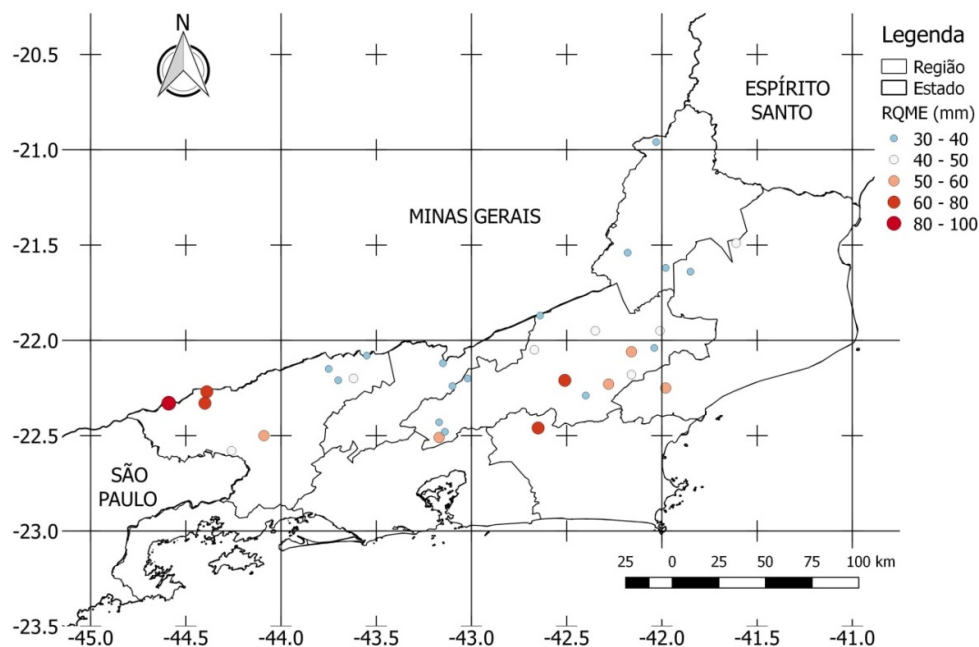 N
-20.5
-21.0
-21.5
-22.0
-22.5
-23.0
-23.5
ESPÍRITO
SANTO
MINAS GERAIS
SÃO
PAULO
Legenda
Região
Estado
RQME (mm)
30 - 40
40 - 50
50 - 60
60 - 80
80 - 100
25 0 25 50 75 100 km
-45.0 -44.5 -44.0 -43.5 -43.0 -42.5 -42.0 -41.5 -41.0